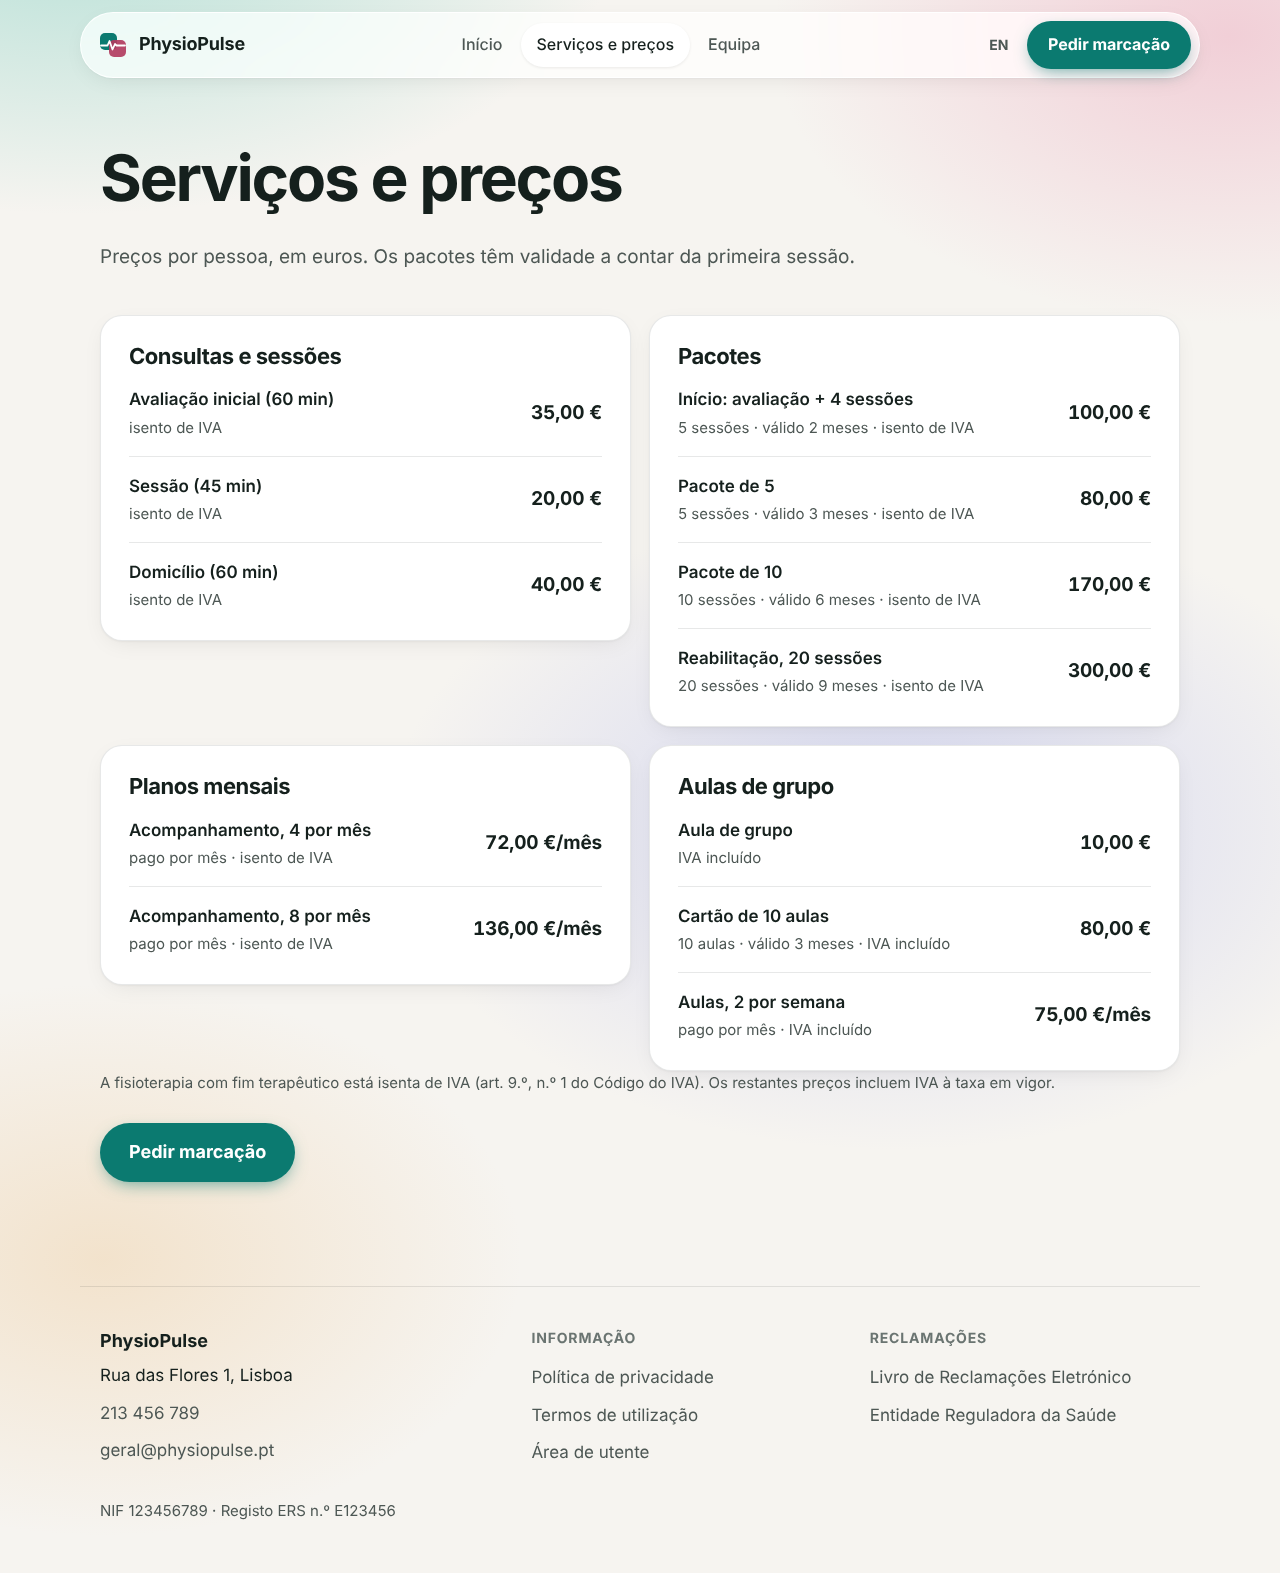 PhysioPulse
Início
Serviços e preços
Equipa
EN
Pedir marcação
Serviços e preços
Preços por pessoa, em euros. Os pacotes têm validade a contar da primeira sessão.
Consultas e sessões
Avaliação inicial (60 min)
isento de IVA
35,00 €
Sessão (45 min)
isento de IVA
20,00 €
Domicílio (60 min)
isento de IVA
40,00 €
Pacotes
Início: avaliação + 4 sessões
5 sessões · válido 2 meses · isento de IVA
100,00 €
Pacote de 5
5 sessões · válido 3 meses · isento de IVA
80,00 €
Pacote de 10
10 sessões · válido 6 meses · isento de IVA
170,00 €
Reabilitação, 20 sessões
20 sessões · válido 9 meses · isento de IVA
300,00 €
Planos mensais
Acompanhamento, 4 por mês
pago por mês · isento de IVA
72,00 €/mês
Acompanhamento, 8 por mês
pago por mês · isento de IVA
136,00 €/mês
Aulas de grupo
Aula de grupo
IVA incluído
10,00 €
Cartão de 10 aulas
10 aulas · válido 3 meses · IVA incluído
80,00 €
Aulas, 2 por semana
pago por mês · IVA incluído
75,00 €/mês
A fisioterapia com fim terapêutico está isenta de IVA (art. 9.º, n.º 1 do Código do IVA). Os restantes preços incluem IVA à taxa em vigor.
Pedir marcação
PhysioPulse
Rua das Flores 1, Lisboa
213 456 789
geral@physiopulse.pt
NIF 123456789 · Registo ERS n.º E123456
INFORMAÇÃO
Política de privacidade
Termos de utilização
Área de utente
RECLAMAÇÕES
Livro de Reclamações Eletrónico
Entidade Reguladora da Saúde